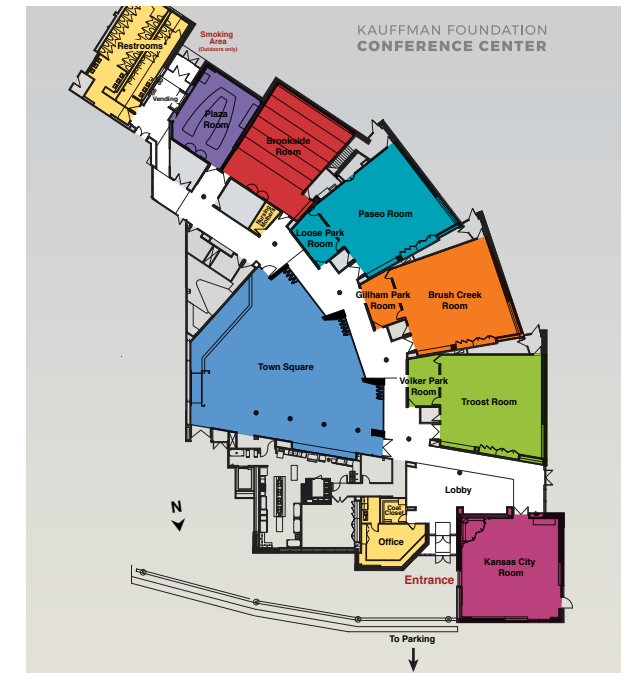 KAUFFMAN FOUNDATION
CONFERENCE CENTER
Smoking
Area
(Outdoors only)
Restrooms
Vending
Plaza
Room
Brookside
Room
Nursing
Mothers
Loose Park
Room
Paseo Room
Gillham Park
Room
Brush Creek
Room
Town Square
Volker Park
Room
Troost Room
Lobby
N
Coat
Closet
Office
Kansas City
Room
Entrance
To Parking